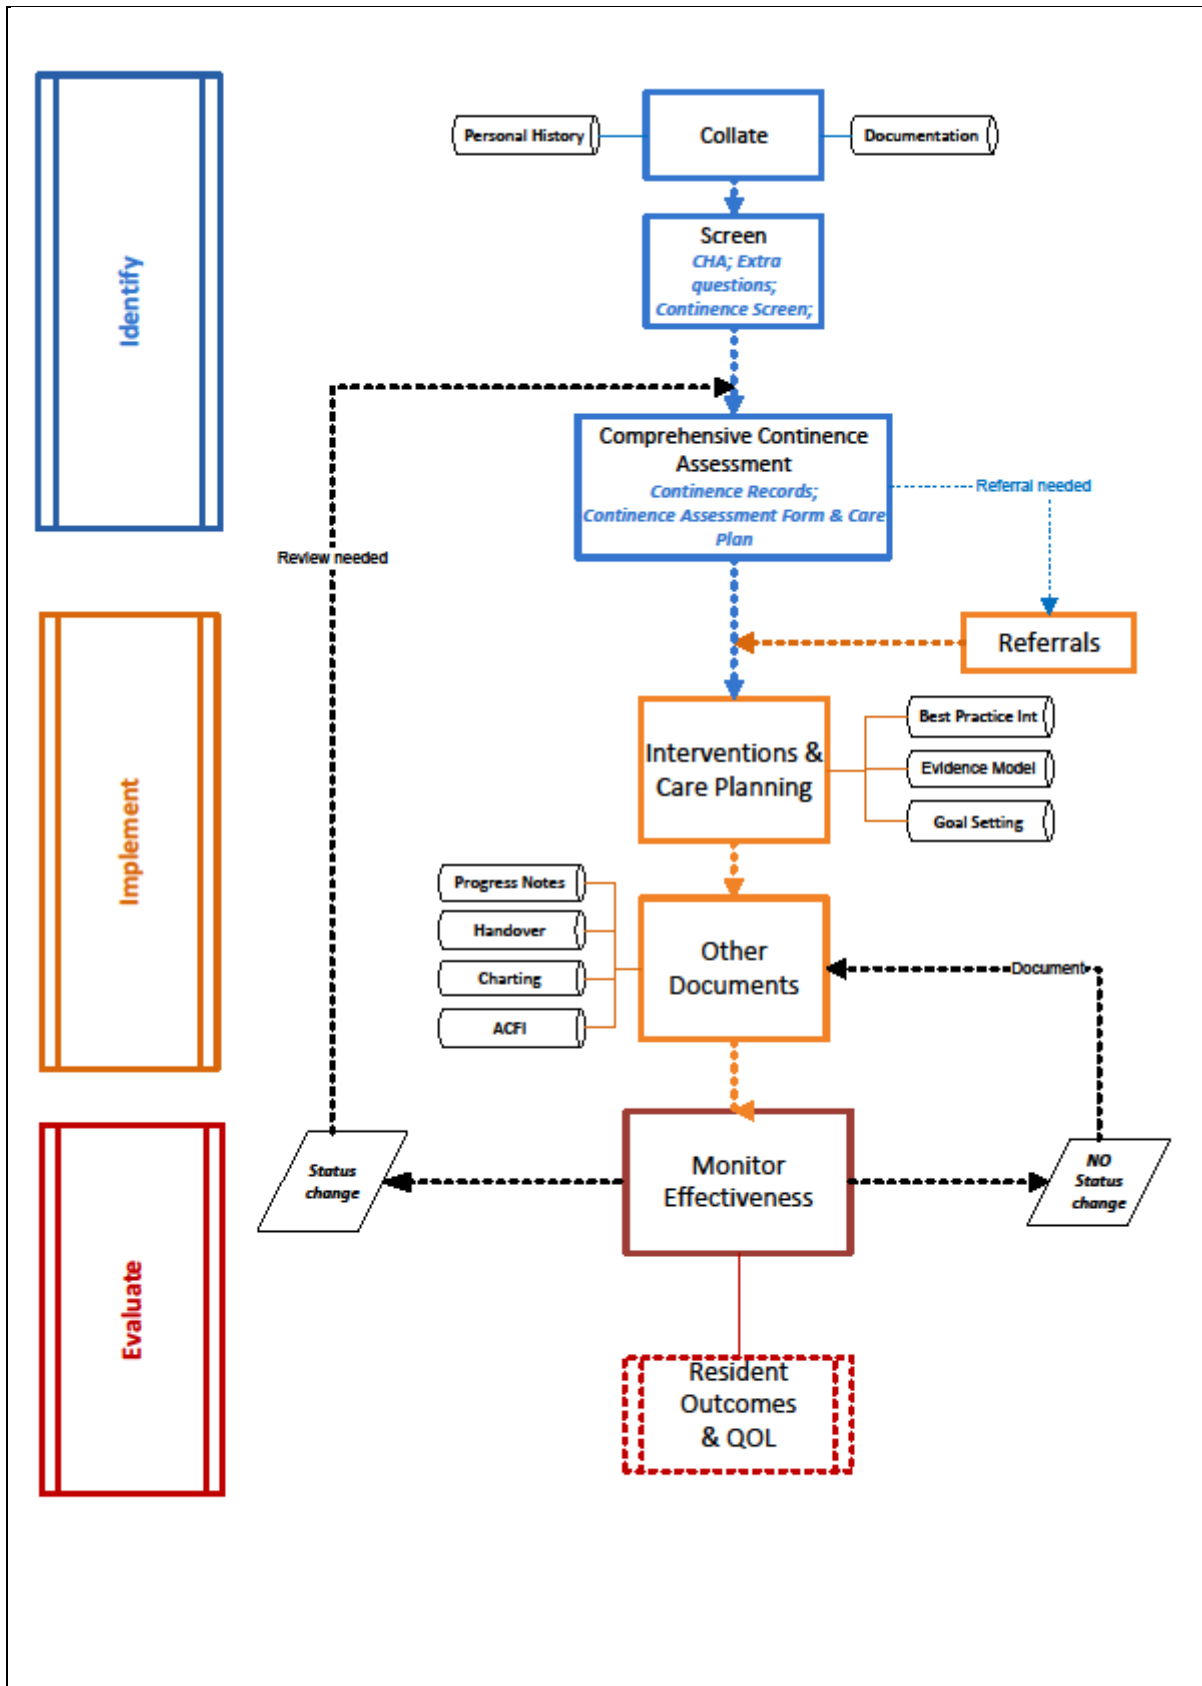 Personal History
Collate
Documentation
Screen
CHA; Extra
questions;
Continence Screen;
Identify
Comprehensive Continence
Assessment
Continence Records;
Continence Assessment Form & Care
Plan
Referral needed
Review needed
Referrals
Implement
Interventions &
Care Planning
Best Practice Int
Evidence Model
Goal Setting
Progress Notes
Handover
Charting
ACFI
Other
Documents
Document
Evaluate
Status
change
Monitor
Effectiveness
NO
Status
change
Resident
Outcomes
& QOL